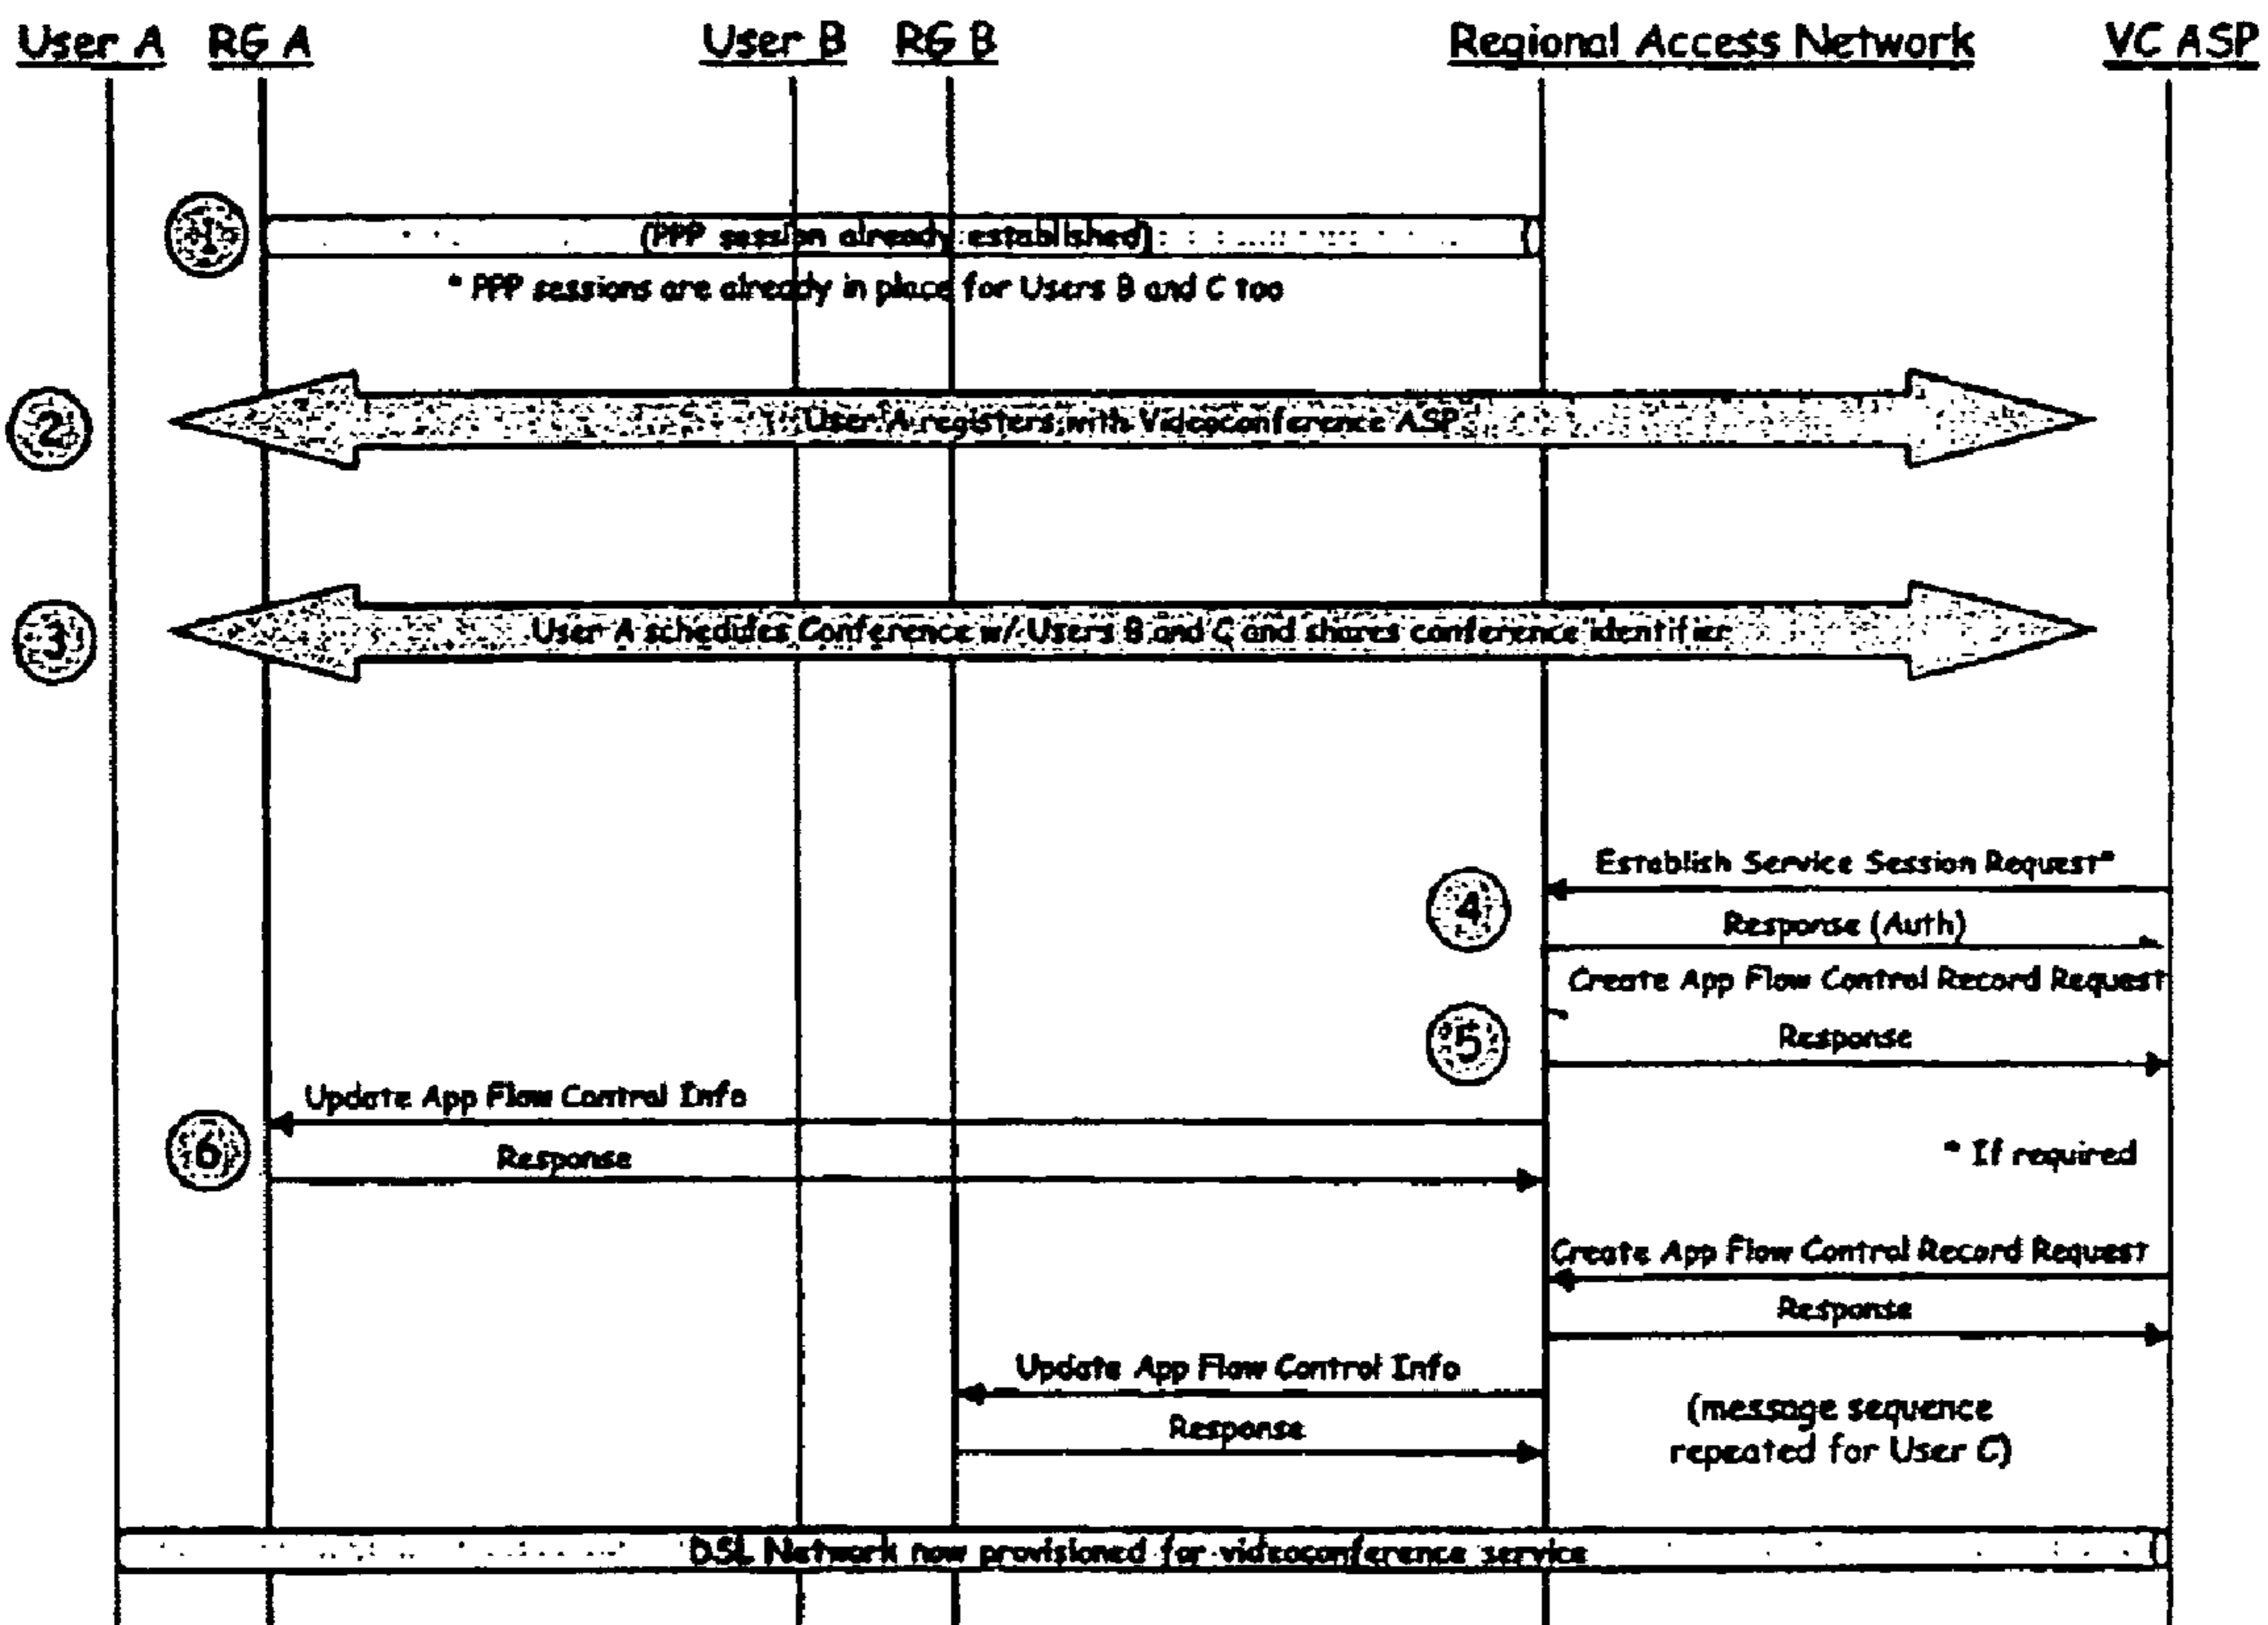 User A RG A User B RG B Regional Access Network VC ASP
1
(PPP session already established)
* PPP sessions are already in place for Users B and C too
2
User A registers with Videoconference ASP
3
User A schedules Conference w/ Users B and C and shares conference identifier
Establish Service Session Request*
4
Response (Auth)
Create App Flow Control Record Request
5
Response
Update App Flow Control Info
6
Response
* If required
Create App Flow Control Record Request
Response
Update App Flow Control Info
Response
(message sequence
repeated for User C)
DSL Network now provisioned for videoconference service